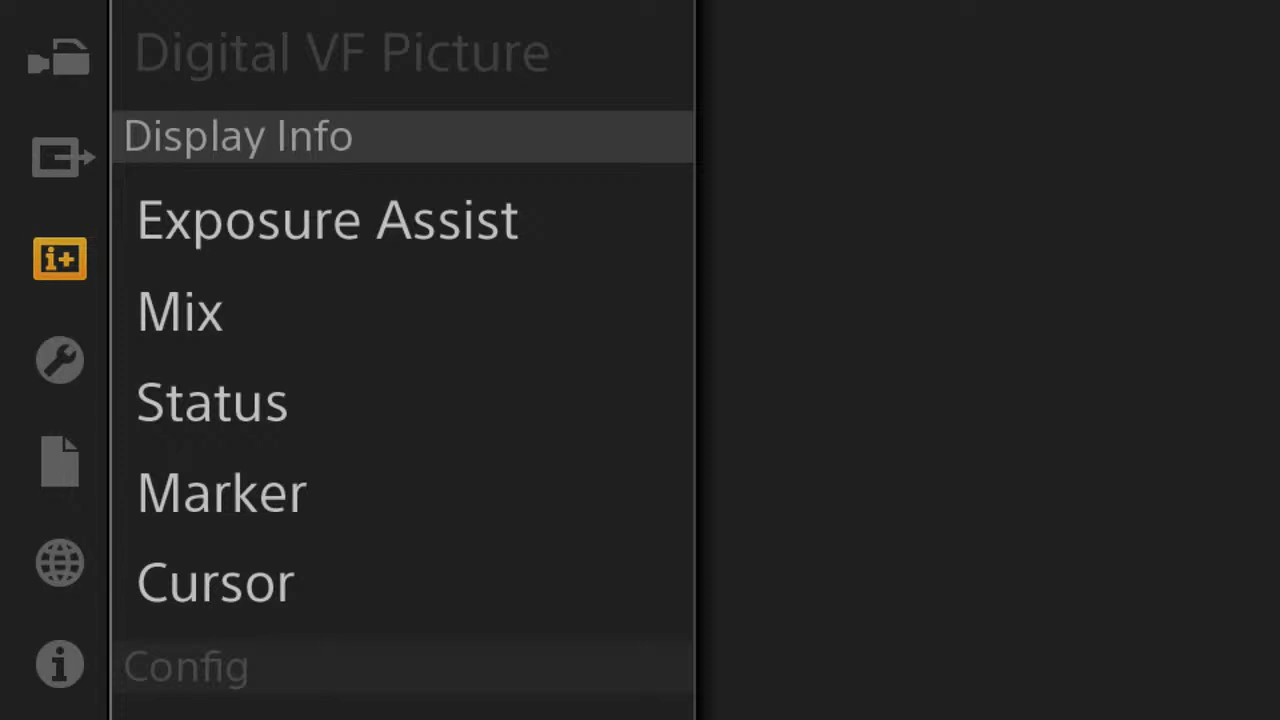 Digital VF Picture
Display Info
Exposure Assist
Mix
Status
Marker
Cursor
Config